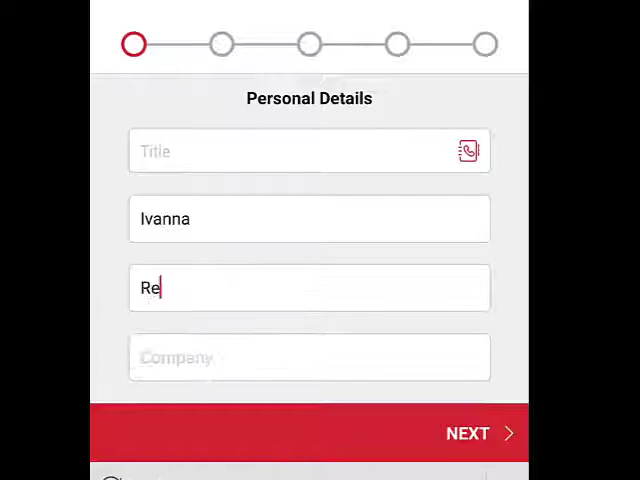 Personal Details
Title
Ivanna
Re
Company
NEXT